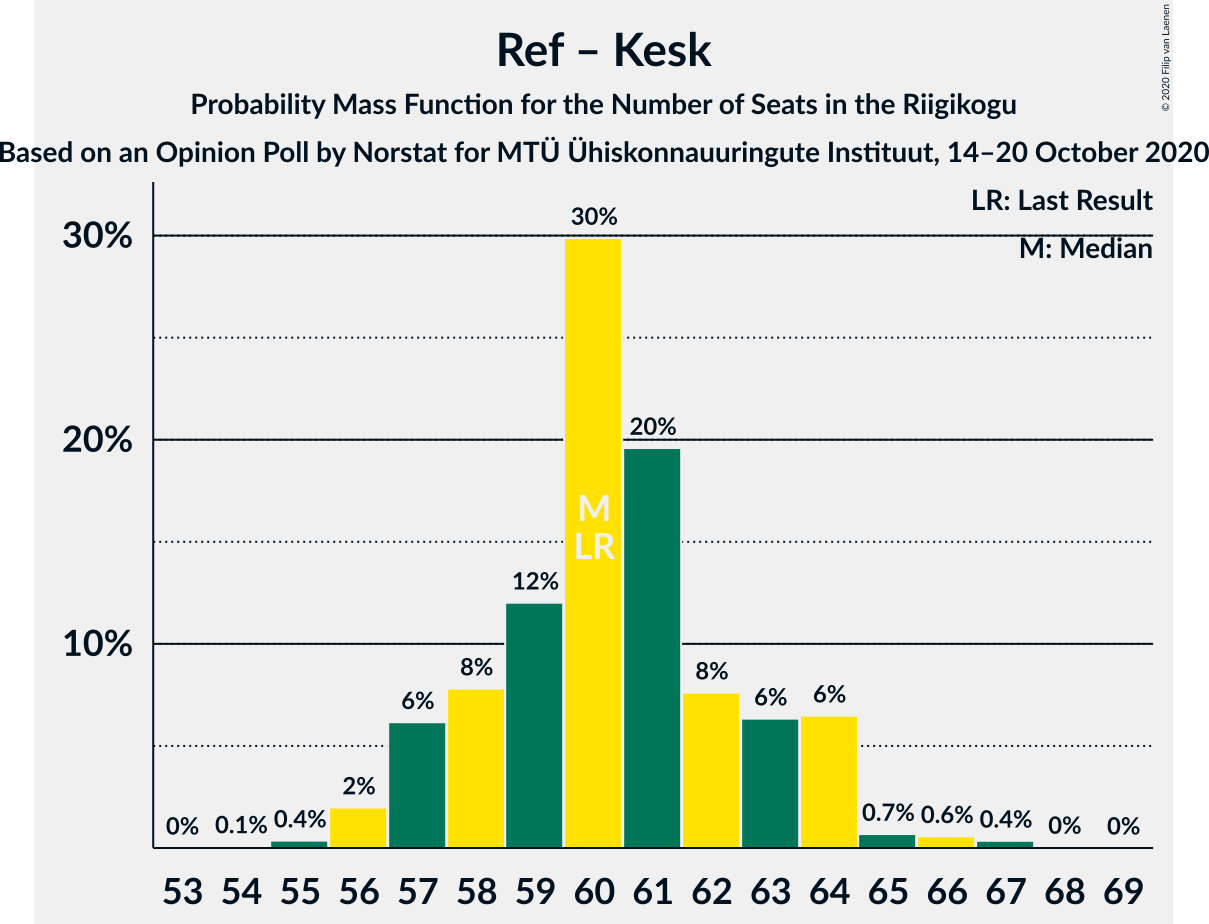 Ref – Kesk
Probability Mass Function for the Number of Seats in the Riigikogu
Based on an Opinion Poll by Norstat for MTÜ Ühiskonnauuringute Instituut, 14–20 October 2020
© 2020 Filip van Laenen
LR: Last Result
M: Median
30%
20%
10%
0%
0.1%
0.4%
2%
6%
8%
12%
30%
20%
8%
6%
6%
0.7%
0.6%
0.4%
0%
0%
M
LR
53 54 55 56 57 58 59 60 61 62 63 64 65 66 67 68 69